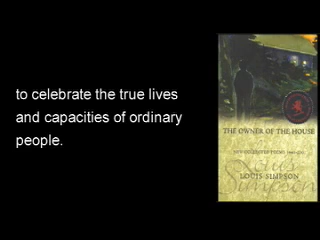 to celebrate the true lives
and capacities of ordinary
people.
THE OWNER OF THE HOUSE
LOUIS SIMPSON